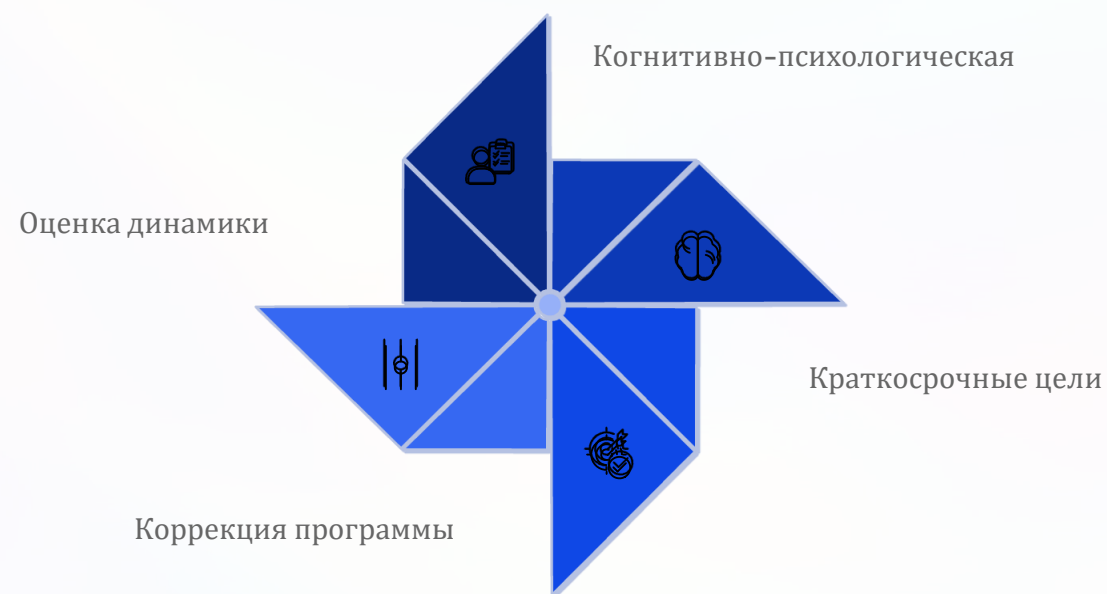 Когнитивно-психологическая
Оценка динамики
Краткосрочные цели
Коррекция программы